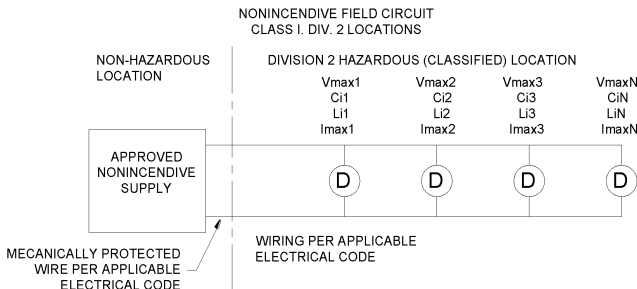 NONINCENDIVE FIELD CIRCUIT
CLASS I. DIV. 2 LOCATIONS
NON-HAZARDOUS
LOCATION
DIVISION 2 HAZARDOUS (CLASSIFIED) LOCATION
Vmax1 Vmax2 Vmax3 VmaxN
Ci1 Ci2 Ci3 CiN
Li1 Li2 Li3 LiN
Imax1 Imax2 Imax3 ImaxN
APPROVED
NONINCENDIVE
SUPPLY
D D D D
MECANICALLY PROTECTED
WIRE PER APPLICABLE
ELECTRICAL CODE
WIRING PER APPLICABLE
ELECTRICAL CODE